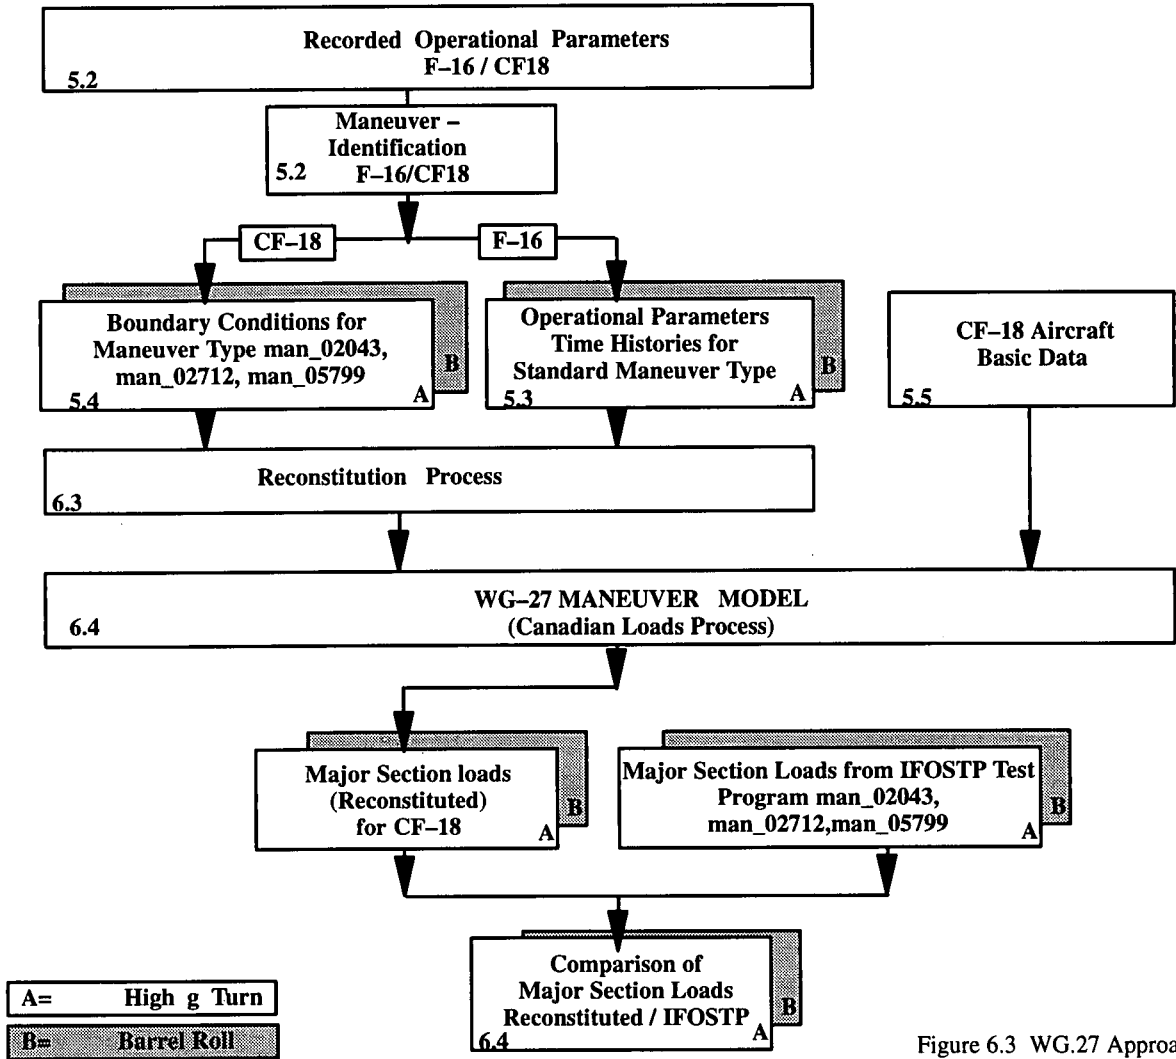 Recorded Operational Parameters
F–16 / CF18
5.2
Maneuver –
Identification
5.2 F–16/CF18
CF–18
F–16
Boundary Conditions for
Maneuver Type man_02043,
man_02712, man_05799
5.4
A
B
Operational Parameters
Time Histories for
Standard Maneuver Type
5.3
A
B
CF–18 Aircraft
Basic Data
5.5
Reconstitution Process
6.3
WG–27 MANEUVER MODEL
(Canadian Loads Process)
6.4
Major Section loads
(Reconstituted)
for CF–18
A
B
Major Section Loads from IFOSTP Test
Program man_02043,
man_02712,man_05799
A
B
Comparison of
Major Section Loads
Reconstituted / IFOSTP
6.4
A
B
A= High g Turn
B= Barrel Roll
Figure 6.3 WG.27 Approa